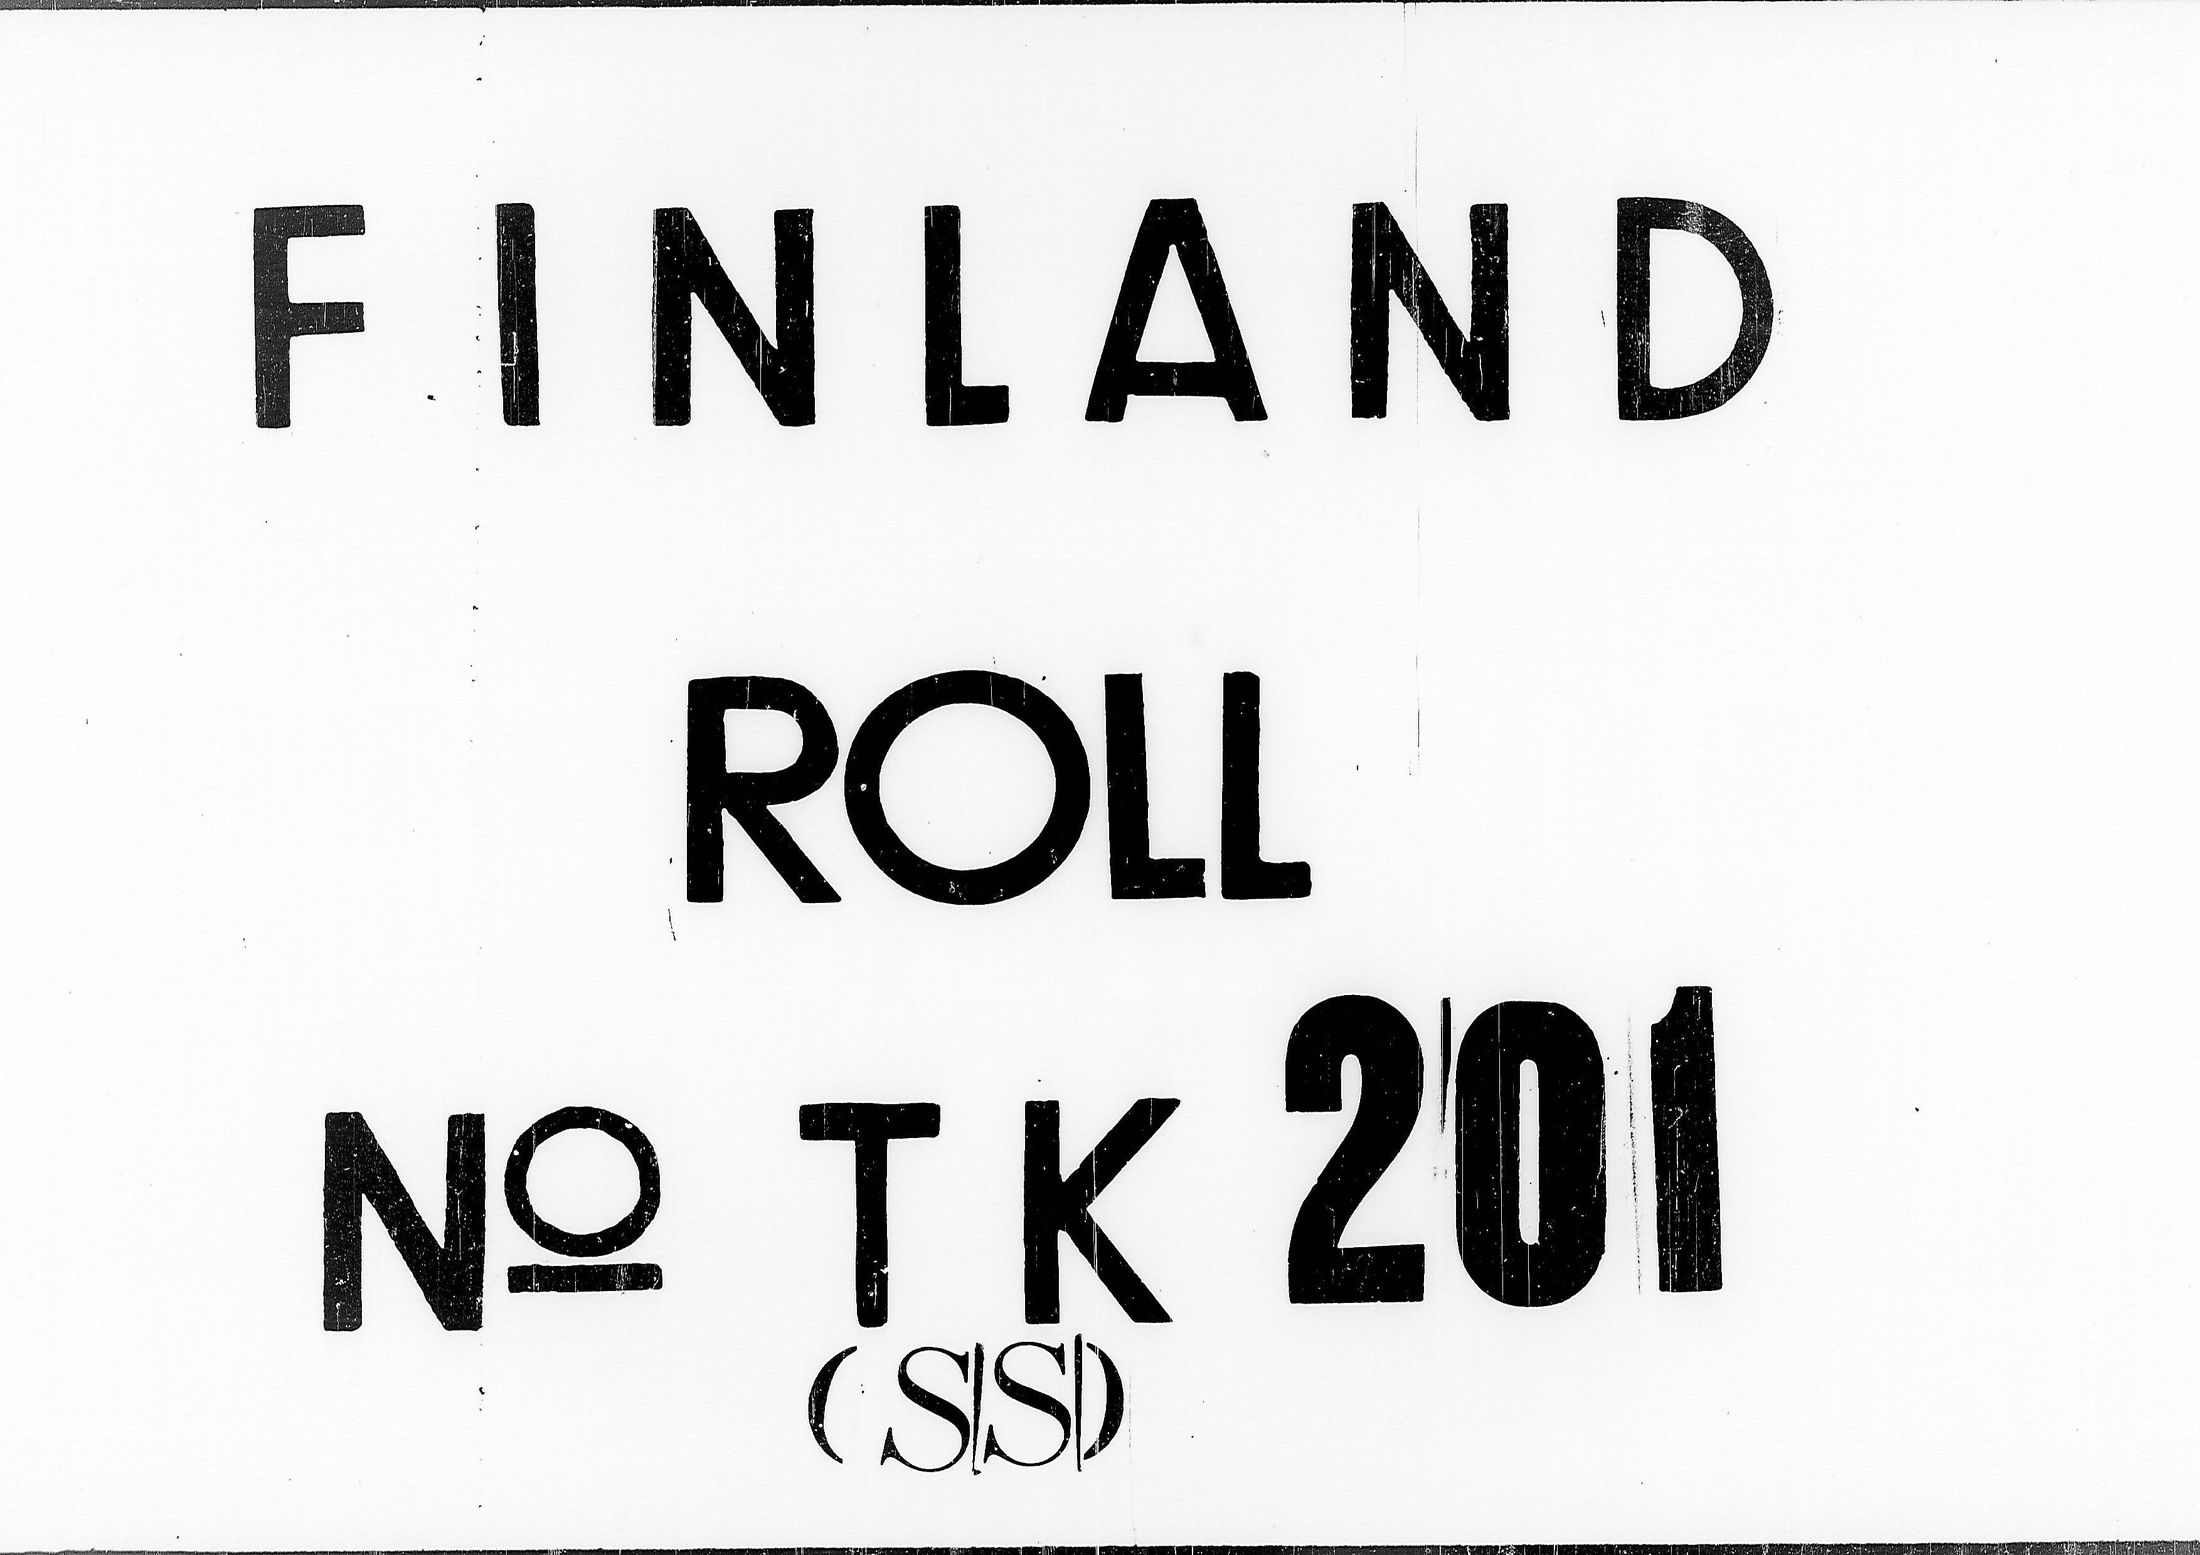 FINLAND
ROLL
Nº TK 201
(SS)